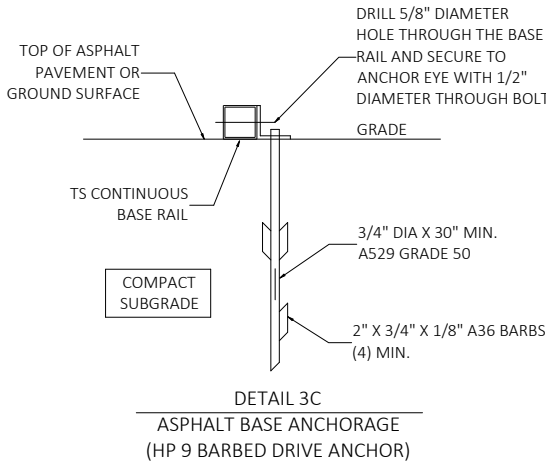 DRILL 5/8" DIAMETER
HOLE THROUGH THE BASE
RAIL AND SECURE TO
ANCHOR EYE WITH 1/2"
DIAMETER THROUGH BOLT
TOP OF ASPHALT
PAVEMENT OR
GROUND SURFACE
GRADE
TS CONTINUOUS
BASE RAIL
3/4" DIA X 30" MIN.
A529 GRADE 50
COMPACT
SUBGRADE
2" X 3/4" X 1/8" A36 BARBS
(4) MIN.
DETAIL 3C
ASPHALT BASE ANCHORAGE
(HP 9 BARBED DRIVE ANCHOR)